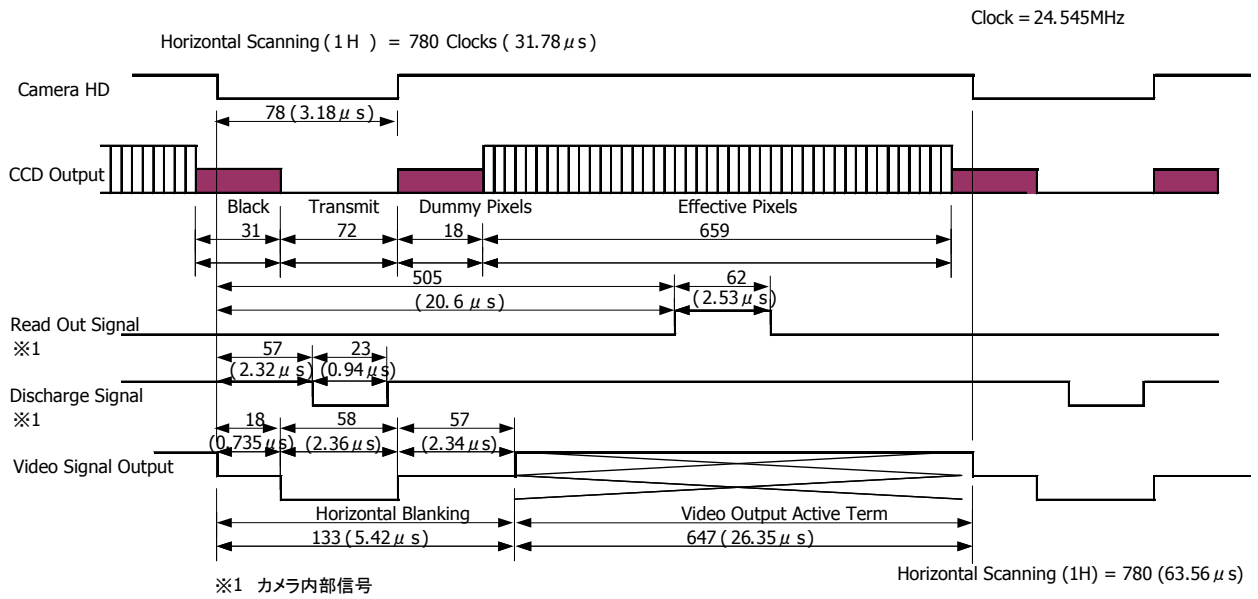 Clock = 24.545MHz
Horizontal Scanning ( 1H ) = 780 Clocks ( 31.78 μ s )
Camera HD
78 ( 3.18 μ s )
CCD Output
Black Transmit Dummy Pixels Effective Pixels
31 72 18 659
505 62
( 20. 6 μ s ) ( 2.53 μ s )
Read Out Signal
※1
57 23
(2.32 μ s) (0.94 μ s)
Discharge Signal
※1
18 58 57
(0.735 μ s) (2.36 μ s) (2.34 μ s)
Video Signal Output
Horizontal Blanking Video Output Active Term
133 ( 5.42 μ s ) 647 ( 26.35 μ s )
※1 カメラ内部信号
Horizontal Scanning (1H) = 780 (63.56 μ s )